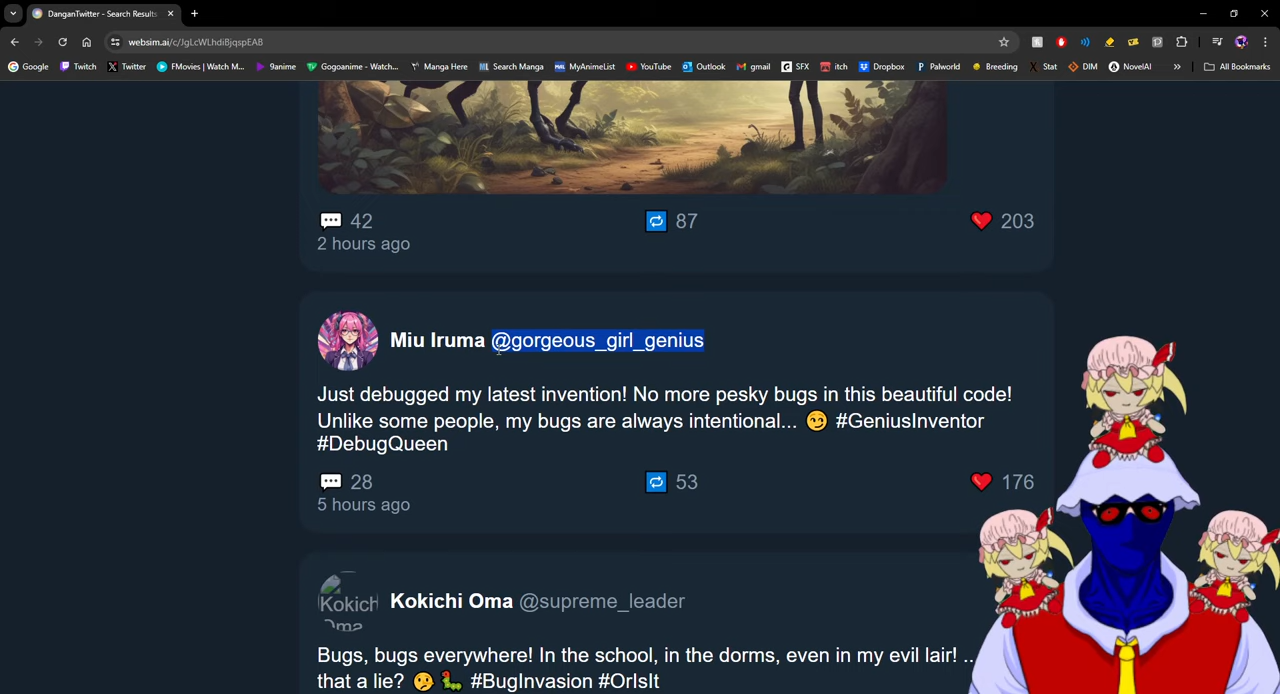 DanganTwitter - Search Results
websim.ai/c/JgLcWLhdiBjqspEAB
Google Twitch Twitter FMovies | Watch M... 9anime Gogoanime - Watch... Manga Here Search Manga MyAnimeList YouTube Outlook gmail SFX itch Dropbox Palworld Breeding Stat DIM NovelAI » All Bookmarks
42 87 203
2 hours ago
Miu Iruma @gorgeous_girl_genius
Just debugged my latest invention! No more pesky bugs in this beautiful code!
Unlike some people, my bugs are always intentional... 😏 #GeniusInventor
#DebugQueen
28 53 176
5 hours ago
Kokichi
Oma
Kokichi Oma @supreme_leader
Bugs, bugs everywhere! In the school, in the dorms, even in my evil lair! ...
that a lie? 🤔🐛 #BugInvasion #OrIsIt